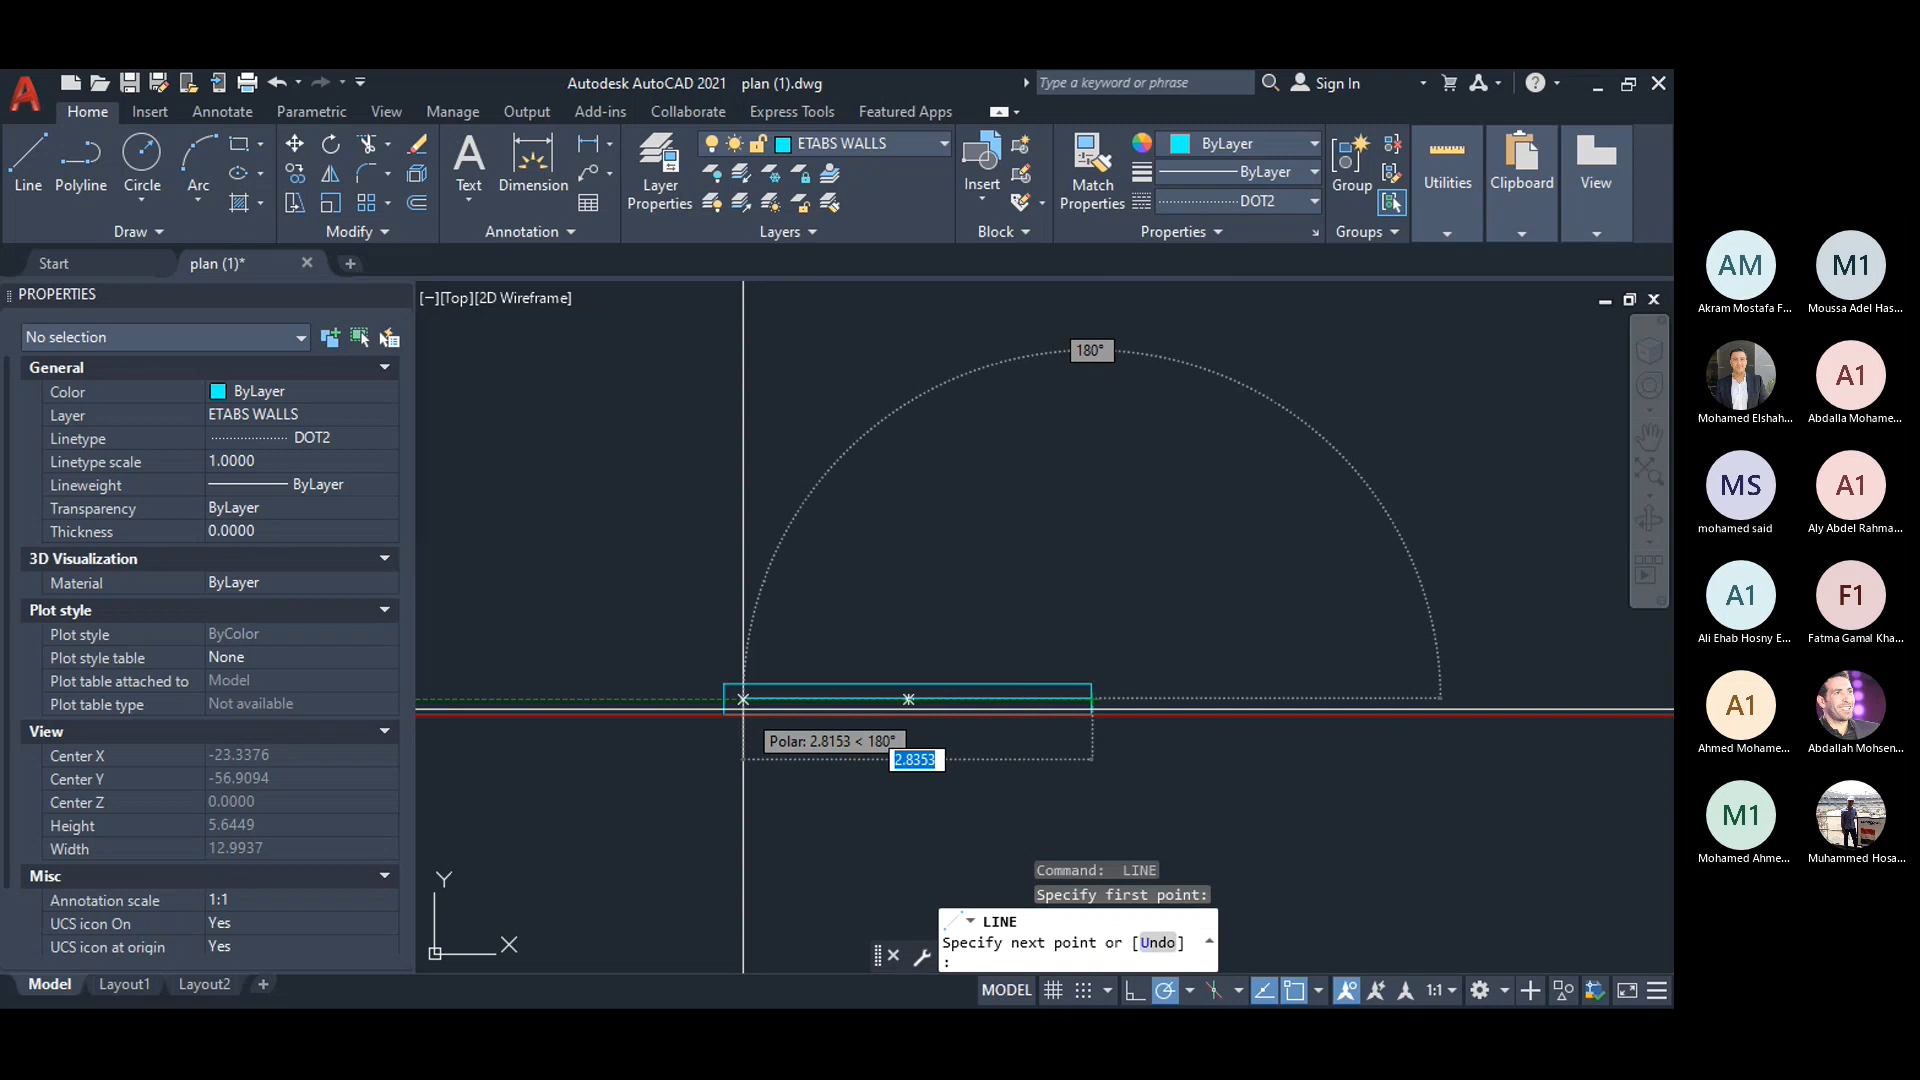 Autodesk AutoCAD 2021 plan (1).dwg
Type a keyword or phrase
Sign In
Home Insert Annotate Parametric View Manage Output Add-ins Collaborate Express Tools Featured Apps
ETABS WALLS
ByLayer
ByLayer
DOT2
Line Polyline Circle Arc
Text Dimension
Layer
Properties
Insert
Match
Properties
Group
Utilities
Clipboard
View
Draw Modify Annotation Layers Block Properties Groups
Start plan (1)*
PROPERTIES
No selection
General
Color ByLayer
Layer ETABS WALLS
Linetype DOT2
Linetype scale 1.0000
Lineweight ByLayer
Transparency ByLayer
Thickness 0.0000
3D Visualization
Material ByLayer
Plot style
Plot style ByColor
Plot style table None
Plot table attached to Model
Plot table type Not available
View
Center X -23.3376
Center Y -56.9094
Center Z 0.0000
Height 5.6449
Width 12.9937
Misc
Annotation scale 1:1
UCS icon On Yes
UCS icon at origin Yes
[−][Top][2D Wireframe]
180°
Polar: 2.8153 < 180°
2.8353
Y
X
Command: LINE
Specify first point:
LINE
Specify next point or [Undo]
:
Model Layout1 Layout2
MODEL
1:1
AM
Akram Mostafa F...
M1
Moussa Adel Has...
Mohamed Elshah...
A1
Abdalla Mohame...
MS
mohamed said
A1
Aly Abdel Rahma...
A1
Ali Ehab Hosny E...
F1
Fatma Gamal Kha...
A1
Ahmed Mohame...
Abdallah Mohsen...
M1
Mohamed Ahme...
Muhammed Hosa...